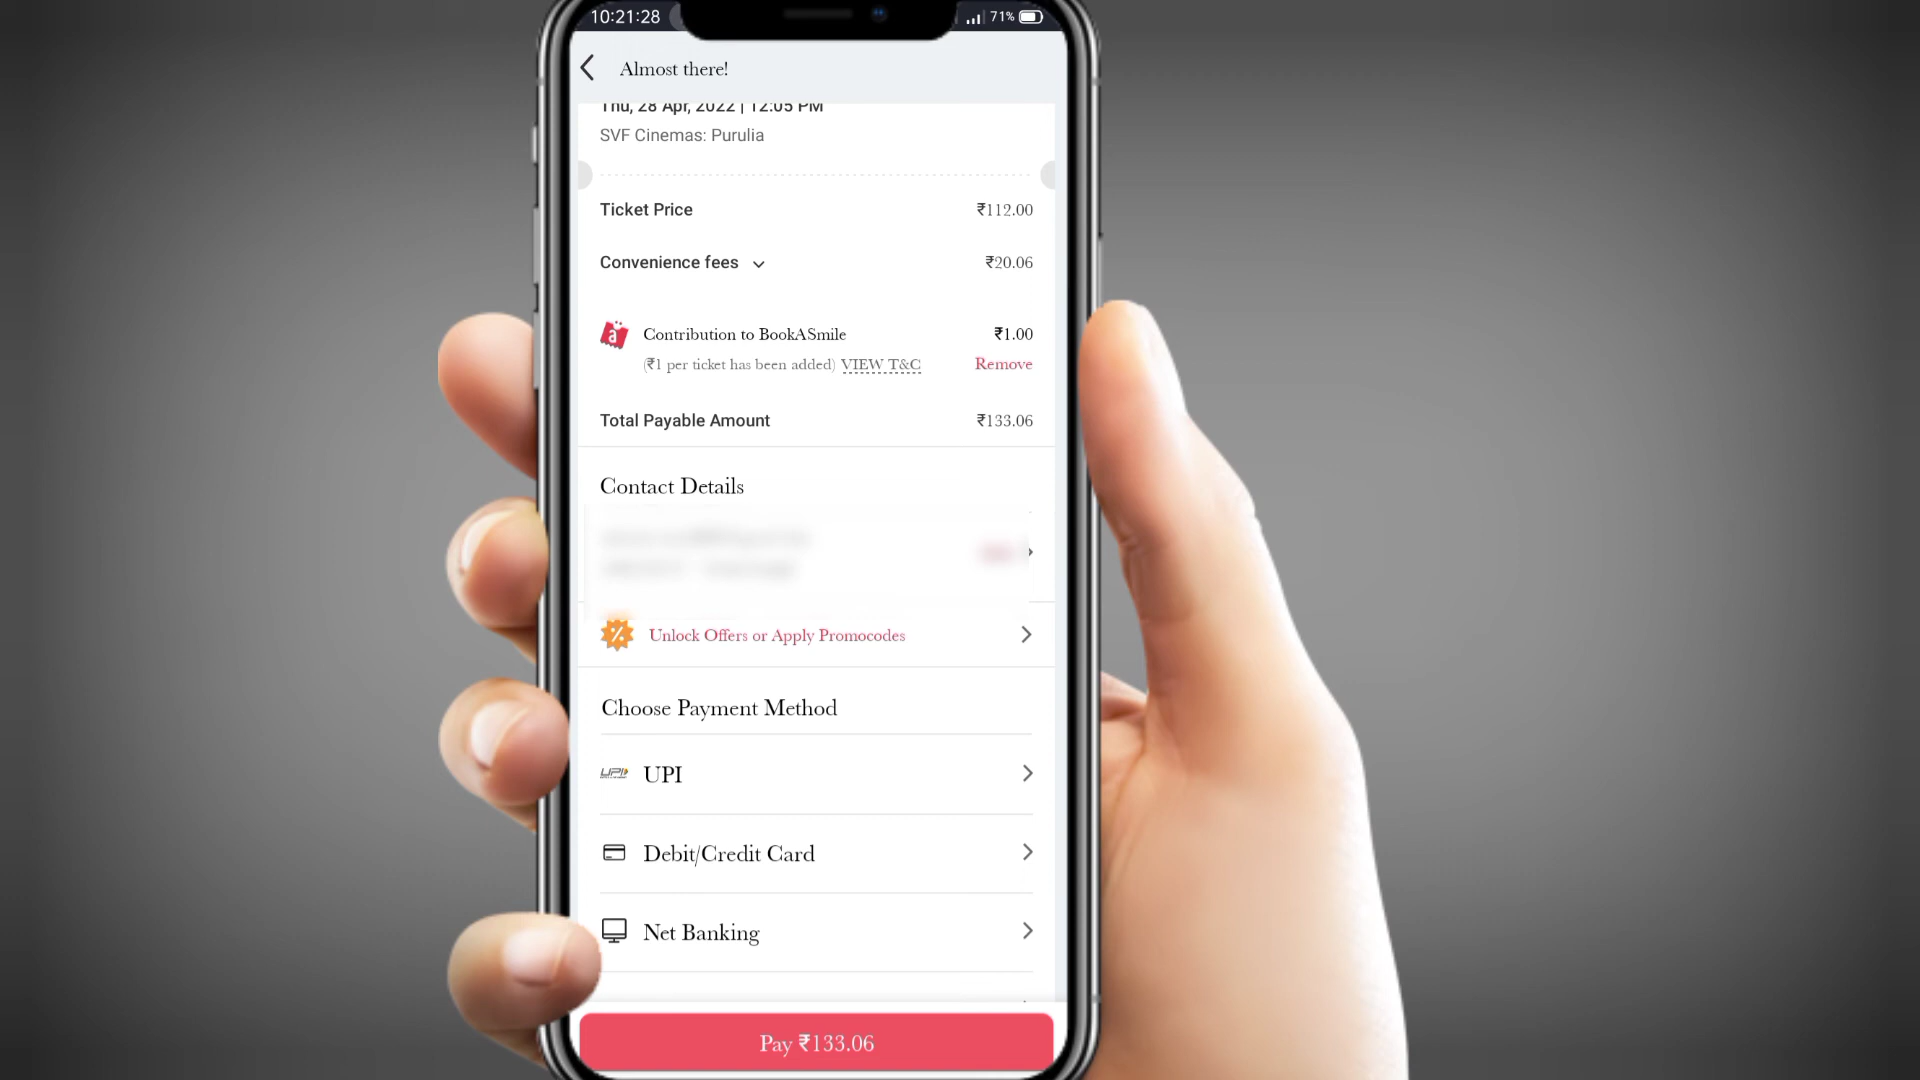 10:21:28
71%
Almost there!
Thu, 28 Apr, 2022 | 12:05 PM
SVF Cinemas: Purulia
Ticket Price ₹112.00
Convenience fees ₹20.06
Contribution to BookASmile ₹1.00
(₹1 per ticket has been added) VIEW T&C Remove
Total Payable Amount ₹133.06
Contact Details
Unlock Offers or Apply Promocodes
Choose Payment Method
UPI UPI
Debit/Credit Card
Net Banking
Pay ₹133.06